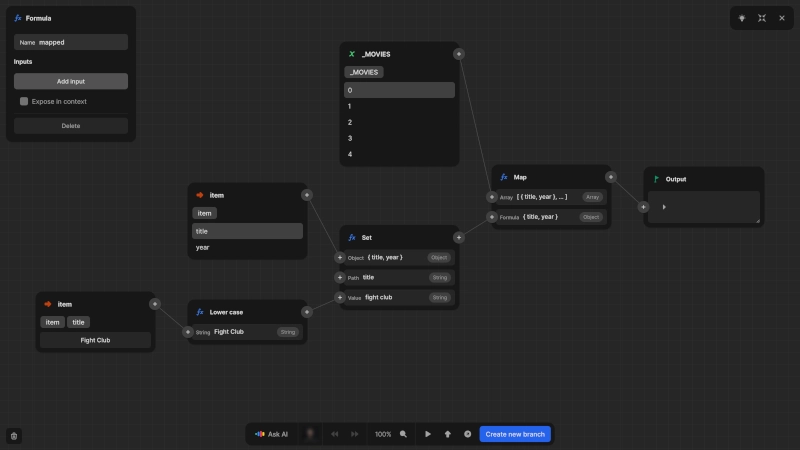 Formula
Name mapped
Inputs
Add input
Expose in context
Delete
_MOVIES
_MOVIES
0
1
2
3
4
item
item
title
year
item
item title
Fight Club
Lower case
String Fight Club String
Set
Object { title, year } Object
Path title String
Value fight club String
Map
Array [ { title, year }, ... ] Array
Formula { title, year } Object
Output
Ask AI
100%
Create new branch